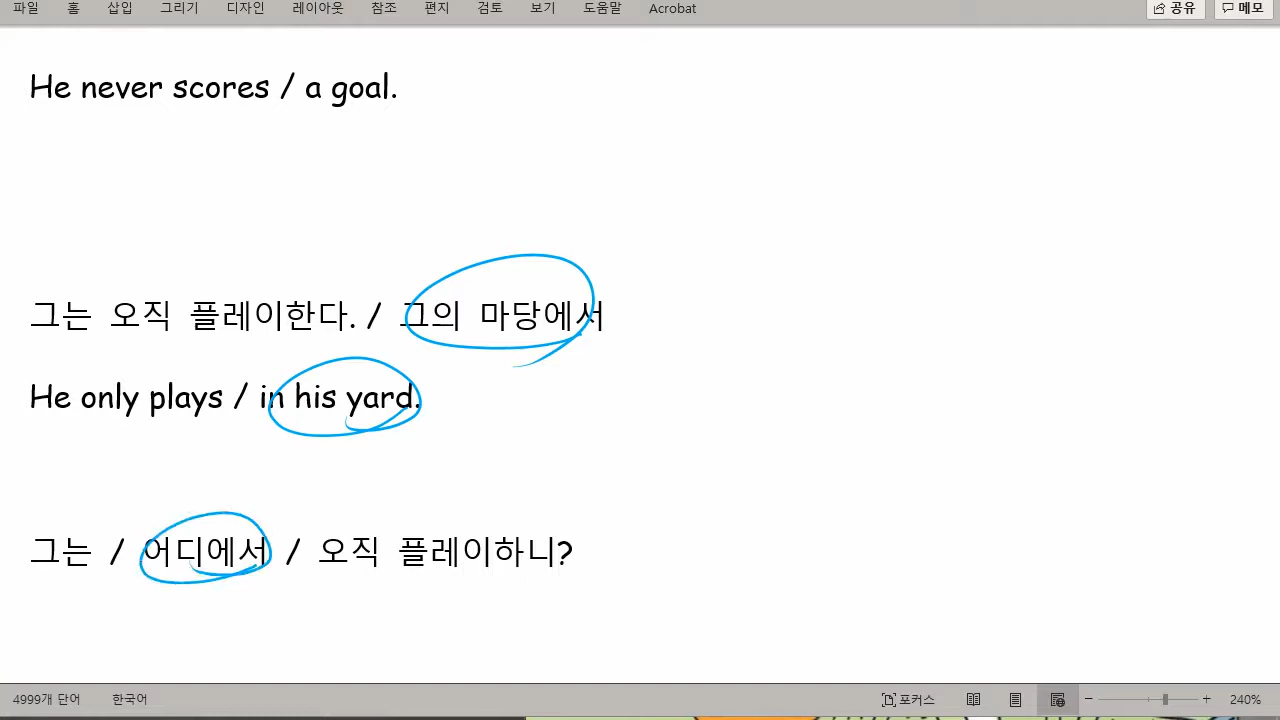 파일 홈 삽입 그리기 디자인 레이아웃 참조 편지 검토 보기 도움말 Acrobat 공유 메모
He never scores / a goal.
그는 오직 플레이한다. / 그의 마당에서
He only plays / in his yard.
그는 / 어디에서 / 오직 플레이하니?
4999개 단어 한국어 포커스 240%